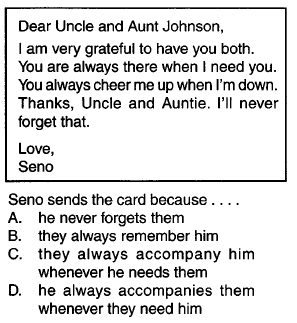 Dear Uncle and Aunt Johnson,
I am very grateful to have you both.
You are always there when I need you.
You always cheer me up when I'm down.
Thanks, Uncle and Auntie. I'll never
forget that.
Love,
Seno
Seno sends the card because . . . .
A. he never forgets them
B. they always remember him
C. they always accompany him
whenever he needs them
D. he always accompanies them
whenever they need him